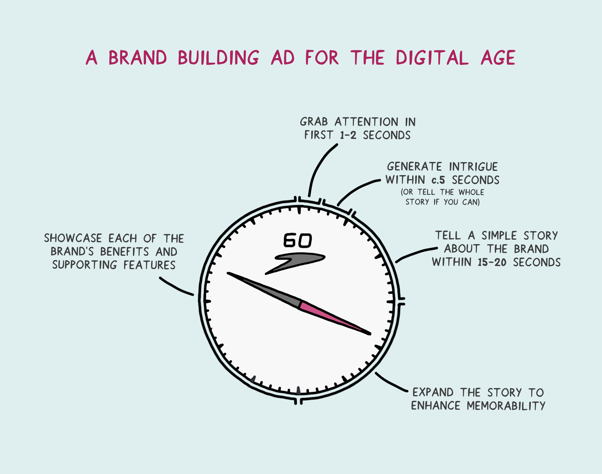 A BRAND BUILDING AD FOR THE DIGITAL AGE
GRAB ATTENTION IN
FIRST 1-2 SECONDS
GENERATE INTRIGUE
WITHIN c.5 SECONDS
(OR TELL THE WHOLE
STORY IF YOU CAN)
TELL A SIMPLE STORY
ABOUT THE BRAND
WITHIN 15-20 SECONDS
EXPAND THE STORY TO
ENHANCE MEMORABILITY
SHOWCASE EACH OF THE
BRAND'S BENEFITS AND
SUPPORTING FEATURES
60